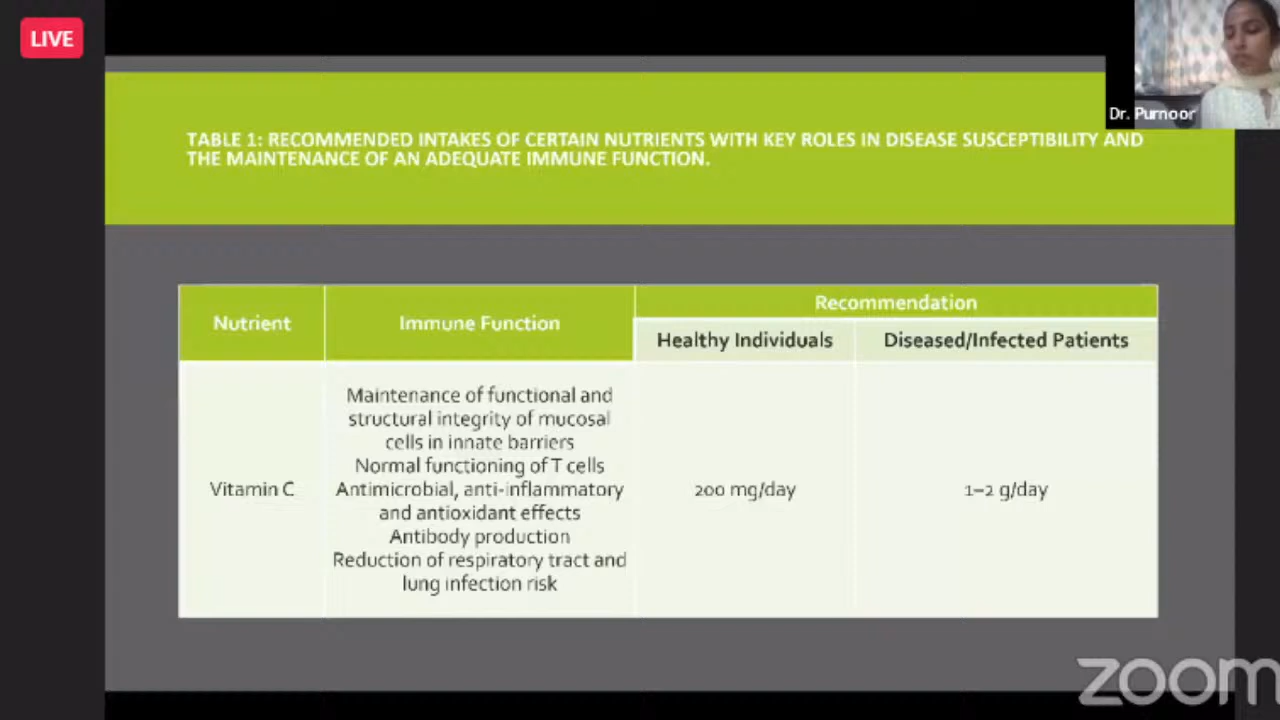 LIVE
Dr. Purnoor
TABLE 1: RECOMMENDED INTAKES OF CERTAIN NUTRIENTS WITH KEY ROLES IN DISEASE SUSCEPTIBILITY AND
THE MAINTENANCE OF AN ADEQUATE IMMUNE FUNCTION.
Nutrient
Immune Function
Recommendation
Healthy Individuals
Diseased/Infected Patients
Vitamin C
Maintenance of functional and
structural integrity of mucosal
cells in innate barriers
Normal functioning of T cells
Antimicrobial, anti-inflammatory
and antioxidant effects
Antibody production
Reduction of respiratory tract and
lung infection risk
200 mg/day
1–2 g/day
zoom